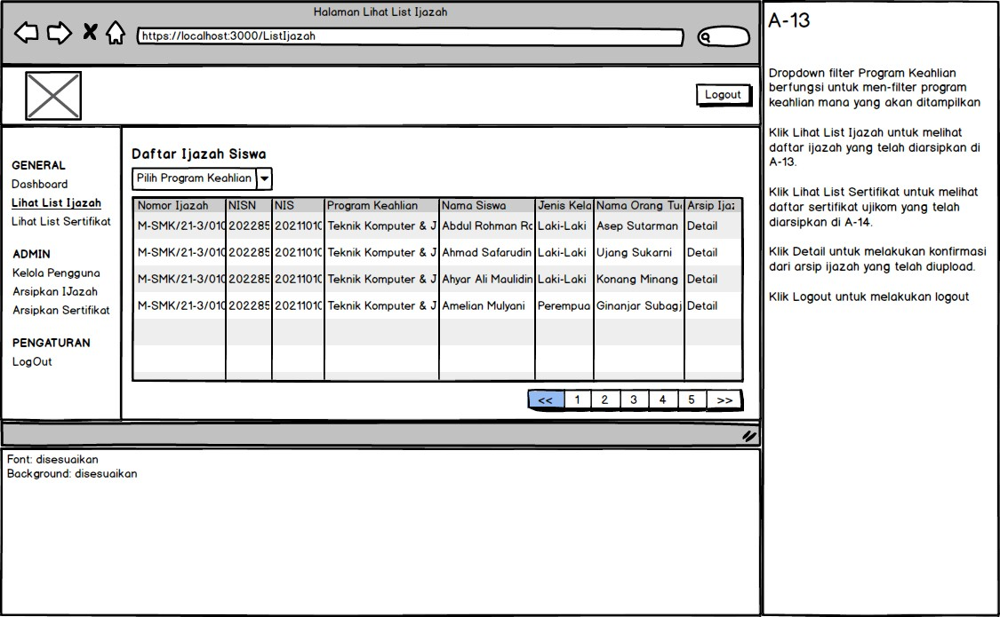 Halaman Lihat List Ijazah
https://localhost:3000/ListIjazah
Logout
GENERAL
Dashboard
Lihat List Ijazah
Lihat List Sertifikat
ADMIN
Kelola Pengguna
Arsipkan IJazah
Arsipkan Sertifikat
PENGATURAN
LogOut
Daftar Ijazah Siswa
Pilih Program Keahlian
Nomor Ijazah NISN NIS Program Keahlian Nama Siswa Jenis Kela Nama Orang Tua Arsip Ijaz
M-SMK/21-3/010 202285 20211010 Teknik Komputer & J Abdul Rohman Ro Laki-Laki Asep Sutarman Detail
M-SMK/21-3/010 202285 20211010 Teknik Komputer & J Ahmad Safarudin Laki-Laki Ujang Sukarni Detail
M-SMK/21-3/010 202285 20211010 Teknik Komputer & J Ahyar Ali Maulidin Laki-Laki Konang Minang Detail
M-SMK/21-3/010 202285 20211010 Teknik Komputer & J Amelian Mulyani Perempua Ginanjar Subagj Detail
<< 1 2 3 4 5 >>
Font: disesuaikan
Background: disesuaikan
A-13
Dropdown filter Program Keahlian
berfungsi untuk men-filter program
keahlian mana yang akan ditampilkan
Klik Lihat List Ijazah untuk melihat
daftar ijazah yang telah diarsipkan di
A-13.
Klik Lihat List Sertifikat untuk melihat
daftar sertifikat ujikom yang telah
diarsipkan di A-14.
Klik Detail untuk melakukan konfirmasi
dari arsip ijazah yang telah diupload.
Klik Logout untuk melakukan logout